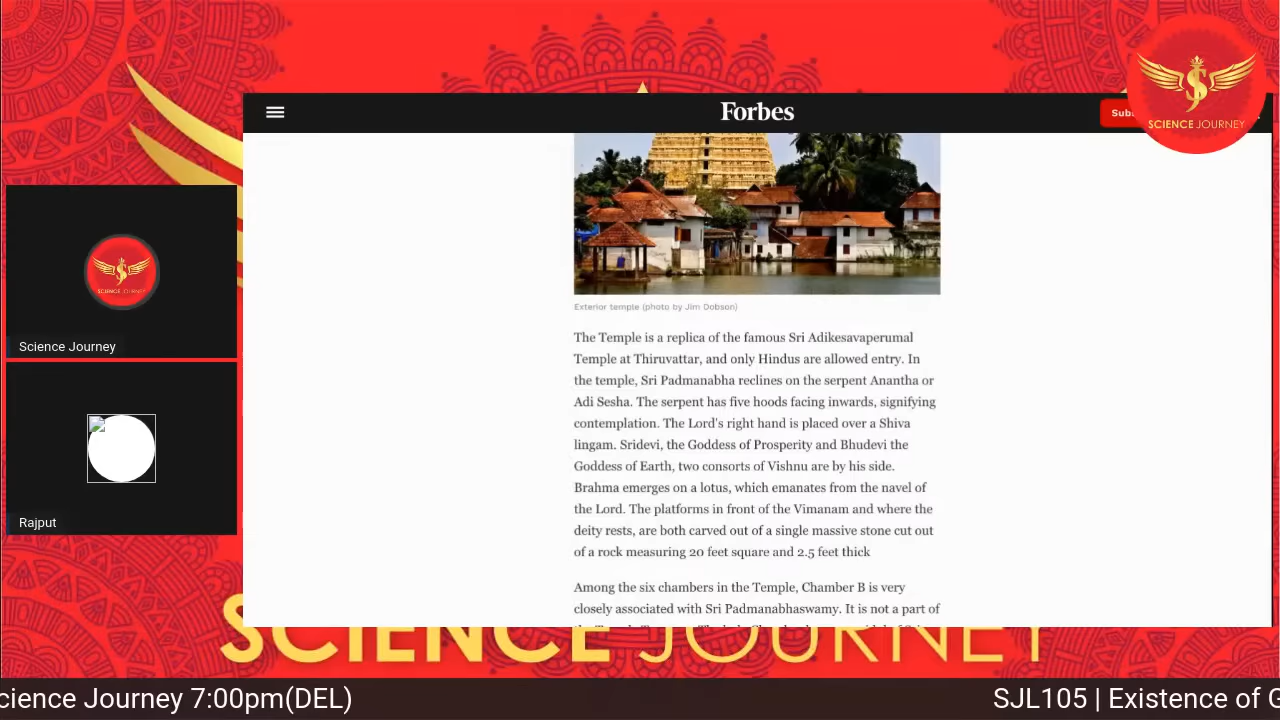 Forbes
SCIENCE JOURNEY
SCIENCE JOURNEY
Science Journey
Rajput
Exterior temple (photo by Jim Dobson)
The Temple is a replica of the famous Sri Adikesavaperumal
Temple at Thiruvattar, and only Hindus are allowed entry. In
the temple, Sri Padmanabha reclines on the serpent Anantha or
Adi Sesha. The serpent has five hoods facing inwards, signifying
contemplation. The Lord's right hand is placed over a Shiva
lingam. Sridevi, the Goddess of Prosperity and Bhudevi the
Goddess of Earth, two consorts of Vishnu are by his side.
Brahma emerges on a lotus, which emanates from the navel of
the Lord. The platforms in front of the Vimanam and where the
deity rests, are both carved out of a single massive stone cut out
of a rock measuring 20 feet square and 2.5 feet thick
Among the six chambers in the Temple, Chamber B is very
closely associated with Sri Padmanabhaswamy. It is not a part of
SCIENCE JOURNEY
cience Journey 7:00pm(DEL)
SJL105 | Existence of G